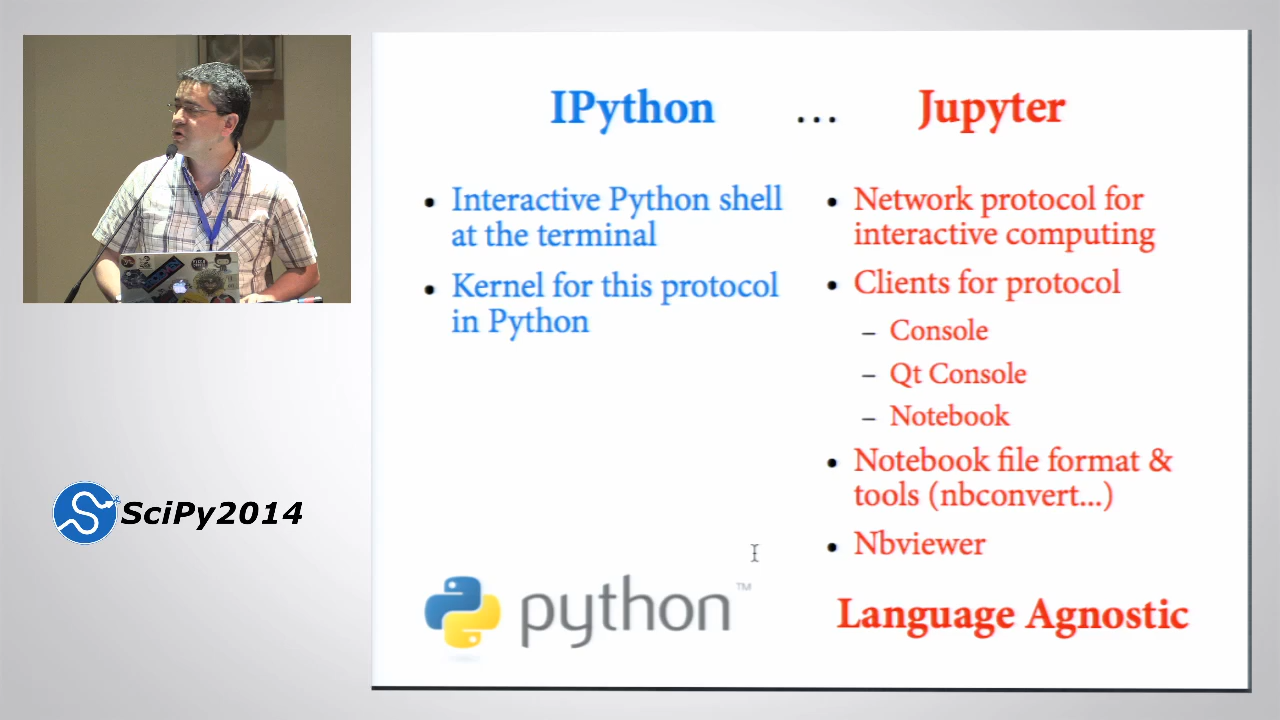 IPython ... Jupyter
• Interactive Python shell
at the terminal
• Kernel for this protocol
in Python
• Network protocol for
interactive computing
• Clients for protocol
– Console
– Qt Console
– Notebook
• Notebook file format &
tools (nbconvert...)
• Nbviewer
python™
Language Agnostic
SciPy2014